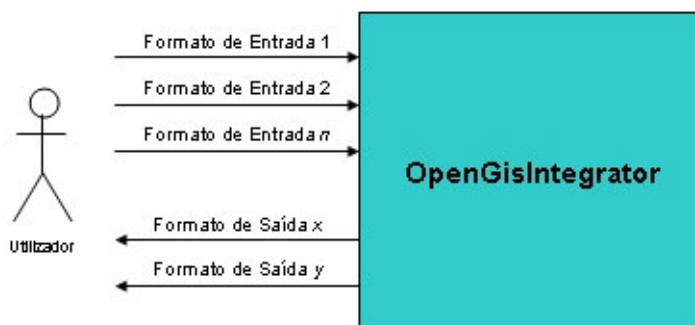 Formato de Entrada 1
Formato de Entrada 2
Formato de Entrada n
OpenGisIntegrator
Formato de Saída x
Utilizador
Formato de Saída y